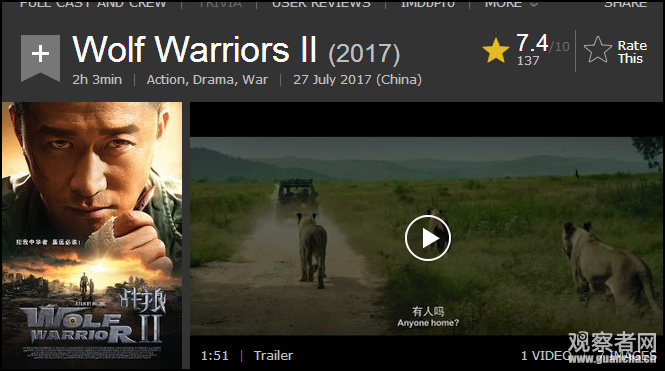 FULL CAST AND CREW | TRIVIA | USER REVIEWS | IMDbPro | MORE | SHARE
+ Wolf Warriors II (2017)
7.4/10
137
Rate This
2h 3min | Action, Drama, War | 27 July 2017 (China)
犯我中华者 虽远必诛!
战狼
WOLF WARRIOR II
有人吗
Anyone home?
1:51 | Trailer
1 VIDEO
IMAGES
观察者网
www.guancha.cn